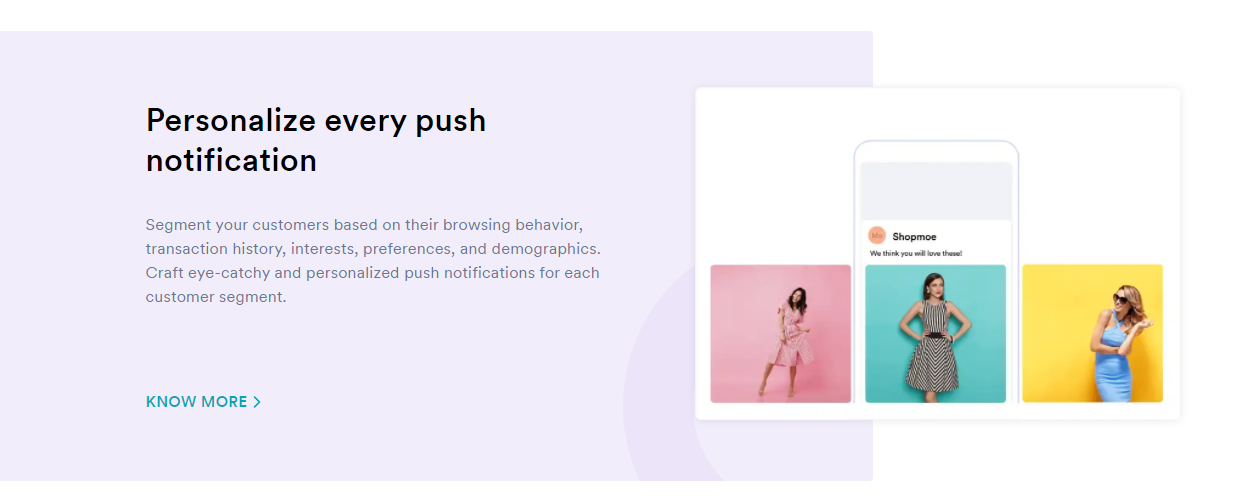 Personalize every push
notification
Segment your customers based on their browsing behavior,
transaction history, interests, preferences, and demographics.
Craft eye-catchy and personalized push notifications for each
customer segment.
KNOW MORE
Mo
Shopmoe
We think you will love these!